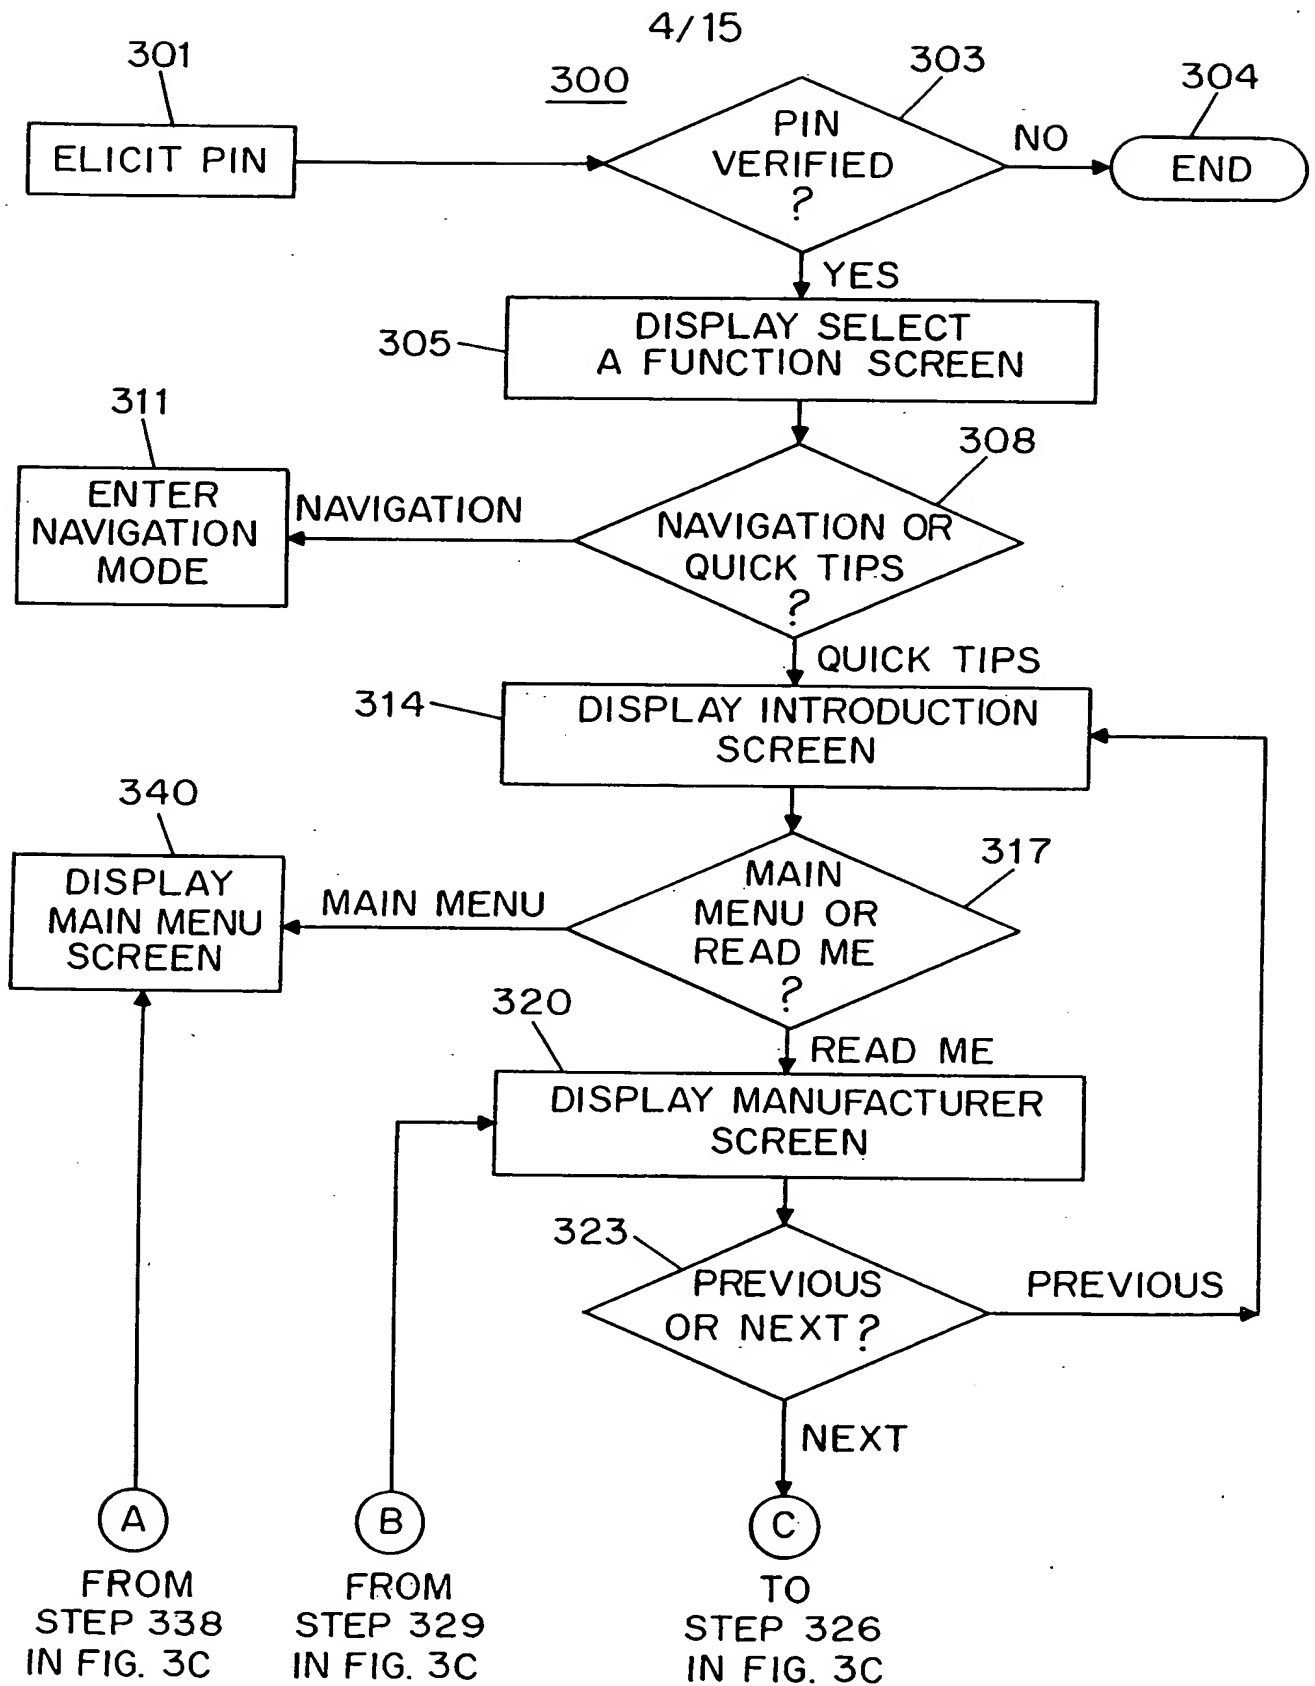 4/15
301
300
303
304
ELICIT PIN
PIN
VERIFIED
?
NO
END
YES
305
DISPLAY SELECT
A FUNCTION SCREEN
311
308
ENTER
NAVIGATION
MODE
NAVIGATION
NAVIGATION OR
QUICK TIPS
?
QUICK TIPS
314
DISPLAY INTRODUCTION
SCREEN
340
317
DISPLAY
MAIN MENU
SCREEN
MAIN MENU
MAIN
MENU OR
READ ME
?
320
READ ME
DISPLAY MANUFACTURER
SCREEN
323
PREVIOUS
OR NEXT?
PREVIOUS
NEXT
A
B
C
FROM
STEP 338
IN FIG. 3C
FROM
STEP 329
IN FIG. 3C
TO
STEP 326
IN FIG. 3C